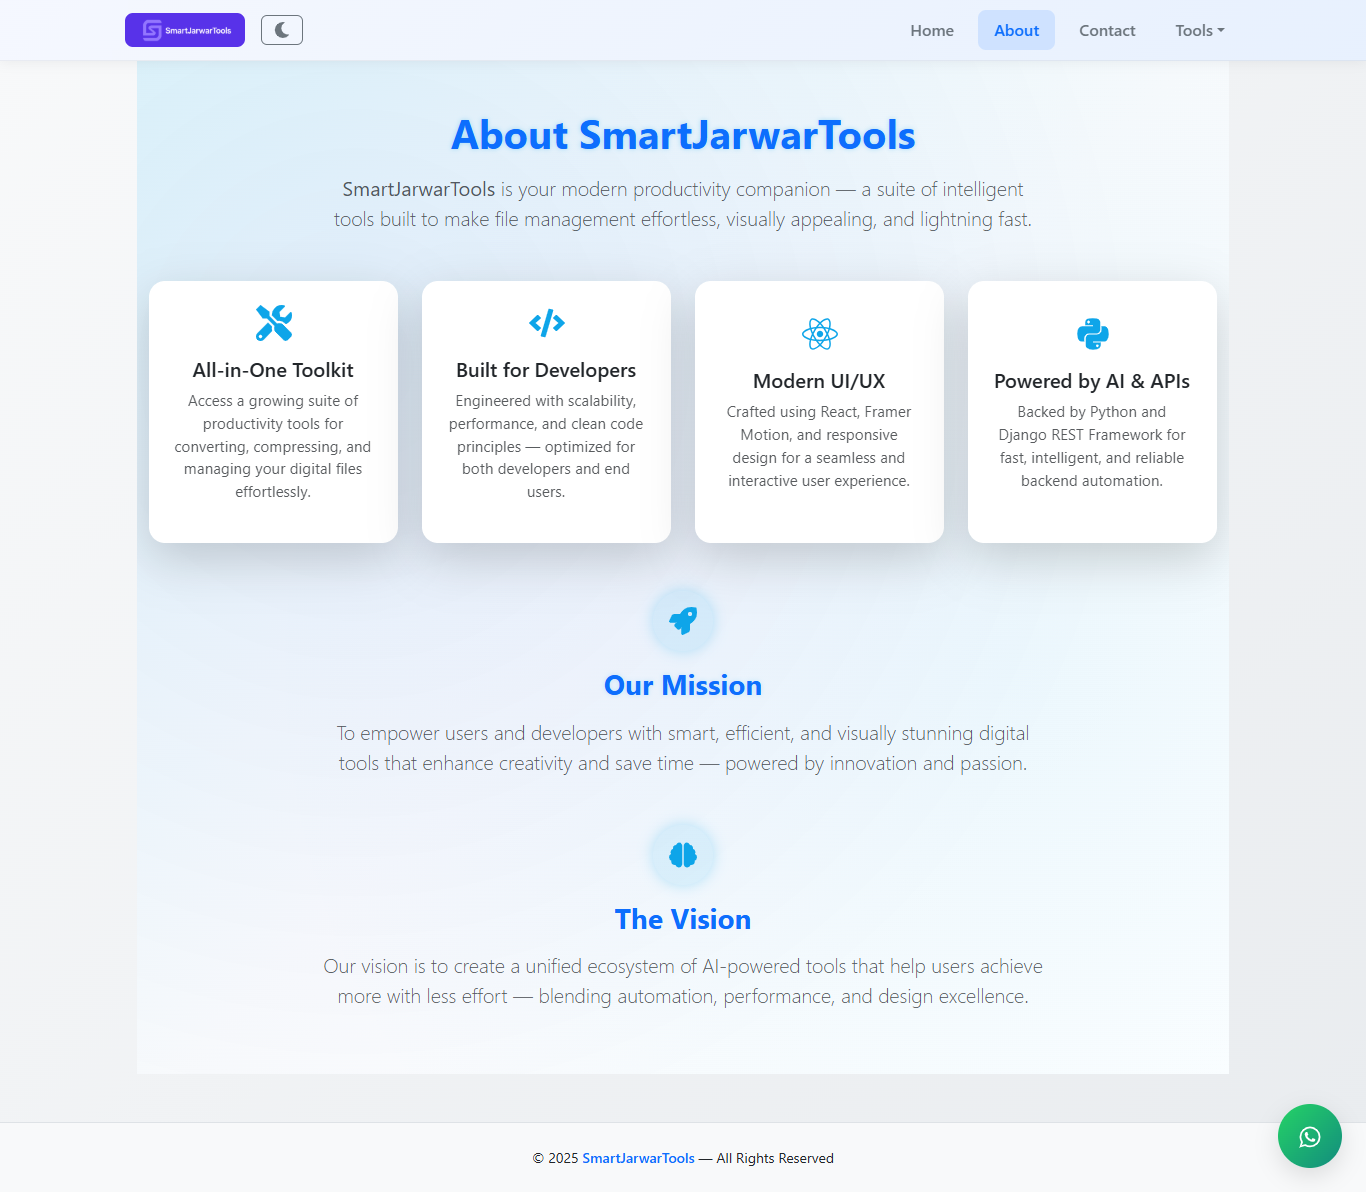 SmartJarwarTools
Home
About
Contact
Tools
About SmartJarwarTools
SmartJarwarTools is your modern productivity companion — a suite of intelligent
tools built to make file management effortless, visually appealing, and lightning fast.
All-in-One Toolkit
Access a growing suite of
productivity tools for
converting, compressing, and
managing your digital files
effortlessly.
Built for Developers
Engineered with scalability,
performance, and clean code
principles — optimized for
both developers and end
users.
Modern UI/UX
Crafted using React, Framer
Motion, and responsive
design for a seamless and
interactive user experience.
Powered by AI & APIs
Backed by Python and
Django REST Framework for
fast, intelligent, and reliable
backend automation.
Our Mission
To empower users and developers with smart, efficient, and visually stunning digital
tools that enhance creativity and save time — powered by innovation and passion.
The Vision
Our vision is to create a unified ecosystem of AI-powered tools that help users achieve
more with less effort — blending automation, performance, and design excellence.
© 2025 SmartJarwarTools — All Rights Reserved